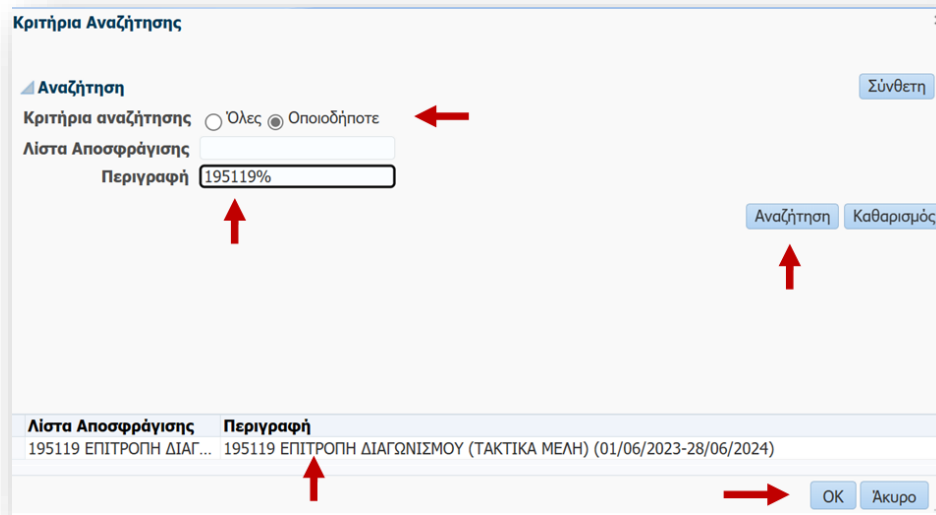 Κριτήρια Αναζήτησης
Αναζήτηση
Σύνθετη
Κριτήρια αναζήτησης Όλες Οποιοδήποτε
Λίστα Αποσφράγισης
Περιγραφή 195119%
Αναζήτηση Καθαρισμός
Λίστα Αποσφράγισης Περιγραφή
195119 ΕΠΙΤΡΟΠΗ ΔΙΑΓ... 195119 ΕΠΙΤΡΟΠΗ ΔΙΑΓΩΝΙΣΜΟΥ (ΤΑΚΤΙΚΑ ΜΕΛΗ) (01/06/2023-28/06/2024)
OK Άκυρο